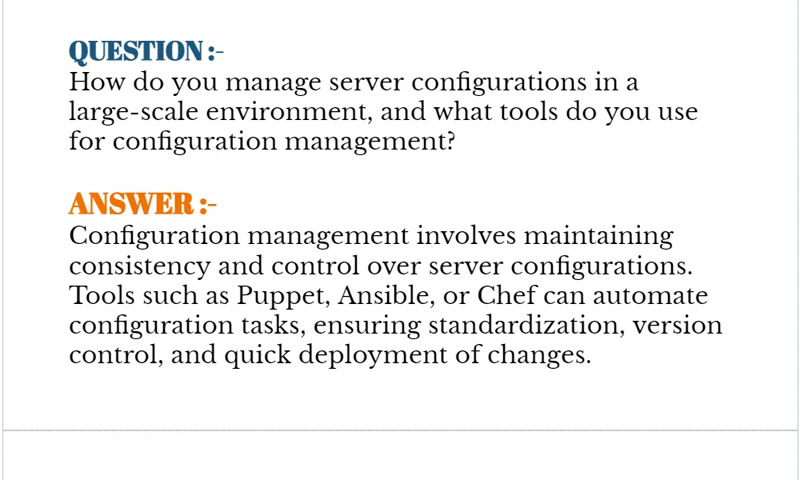 QUESTION :-
How do you manage server configurations in a
large-scale environment, and what tools do you use
for configuration management?
ANSWER :-
Configuration management involves maintaining
consistency and control over server configurations.
Tools such as Puppet, Ansible, or Chef can automate
configuration tasks, ensuring standardization, version
control, and quick deployment of changes.